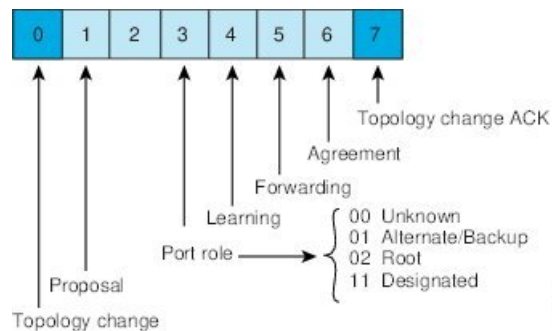 0 1 2 3 4 5 6 7
Topology change ACK
Agreement
Forwarding
Learning
00 Unknown
01 Alternate/Backup
Port role
02 Root
11 Designated
Proposal
Topology change